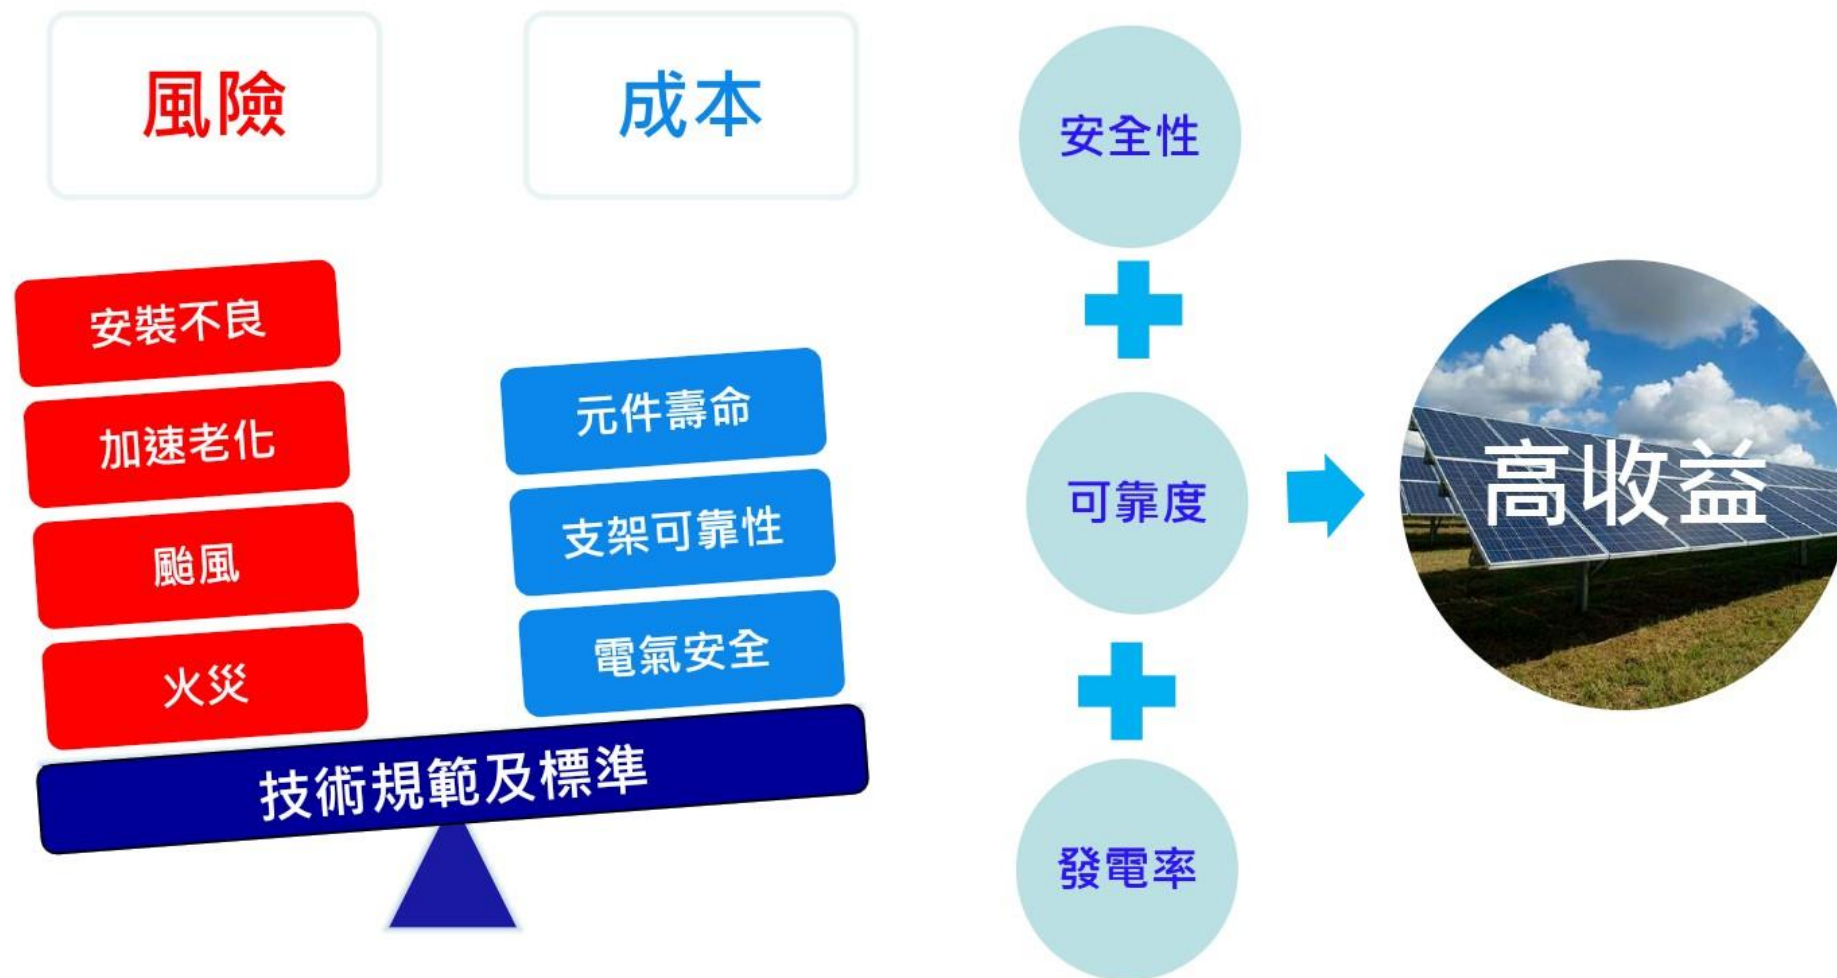 風險
成本
安裝不良
加速老化
颱風
火災
元件壽命
支架可靠性
電氣安全
技術規範及標準
安全性
可靠度
發電率
高收益